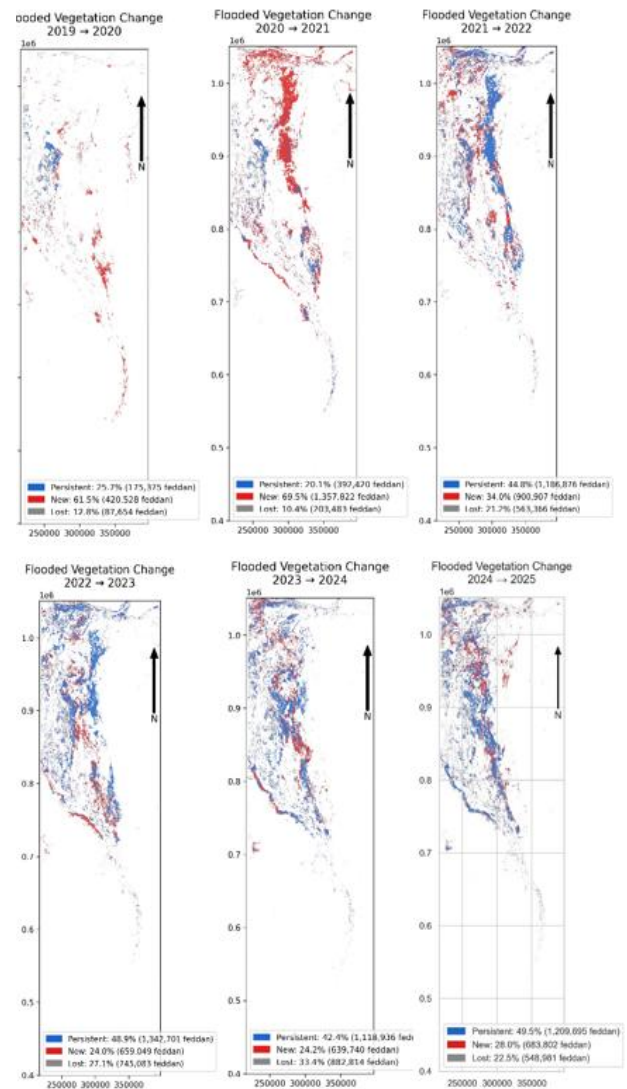 ooded Vegetation Change
2019 → 2020
N
Persistent: 25.7% (175,375 feddan)
New: 61.5% (420,528 feddan)
Lost: 12.8% (87,654 feddan)
250000 300000 350000
Flooded Vegetation Change
2020 → 2021
1e6
1.0
0.9
0.8
0.7
0.6
0.5
0.4
N
Persistent: 20.1% (392,420 feddan)
New: 69.5% (1,357,822 feddan)
Lost: 10.4% (203,483 feddan)
250000 300000 350000
Flooded Vegetation Change
2021 → 2022
1e6
1.0
0.9
0.8
0.7
0.6
0.5
0.4
N
Persistent: 44.8% (1,186,876 feddan)
New: 34.0% (900,907 feddan)
Lost: 21.2% (563,366 feddan)
250000 300000 350000
Flooded Vegetation Change
2022 → 2023
1e6
1.0
0.9
0.8
0.7
0.6
0.5
0.4
N
Persistent: 48.9% (1,342,701 feddan)
New: 24.0% (659,049 feddan)
Lost: 27.1% (745,083 feddan)
250000 300000 350000
Flooded Vegetation Change
2023 → 2024
1e6
1.0
0.9
0.8
0.7
0.6
0.5
0.4
N
Persistent: 42.4% (1,118,936 fedd
New: 24.2% (639,740 feddan)
Lost: 33.4% (882,814 feddan)
250000 300000 350000
Flooded Vegetation Change
2024 → 2025
1e6
1.0
0.9
0.8
0.7
0.6
0.5
0.4
N
Persistent: 49.5% (1,209,695 feddan)
New: 28.0% (683,802 feddan)
Lost: 22.5% (548,981 feddan)
250000 300000 350000